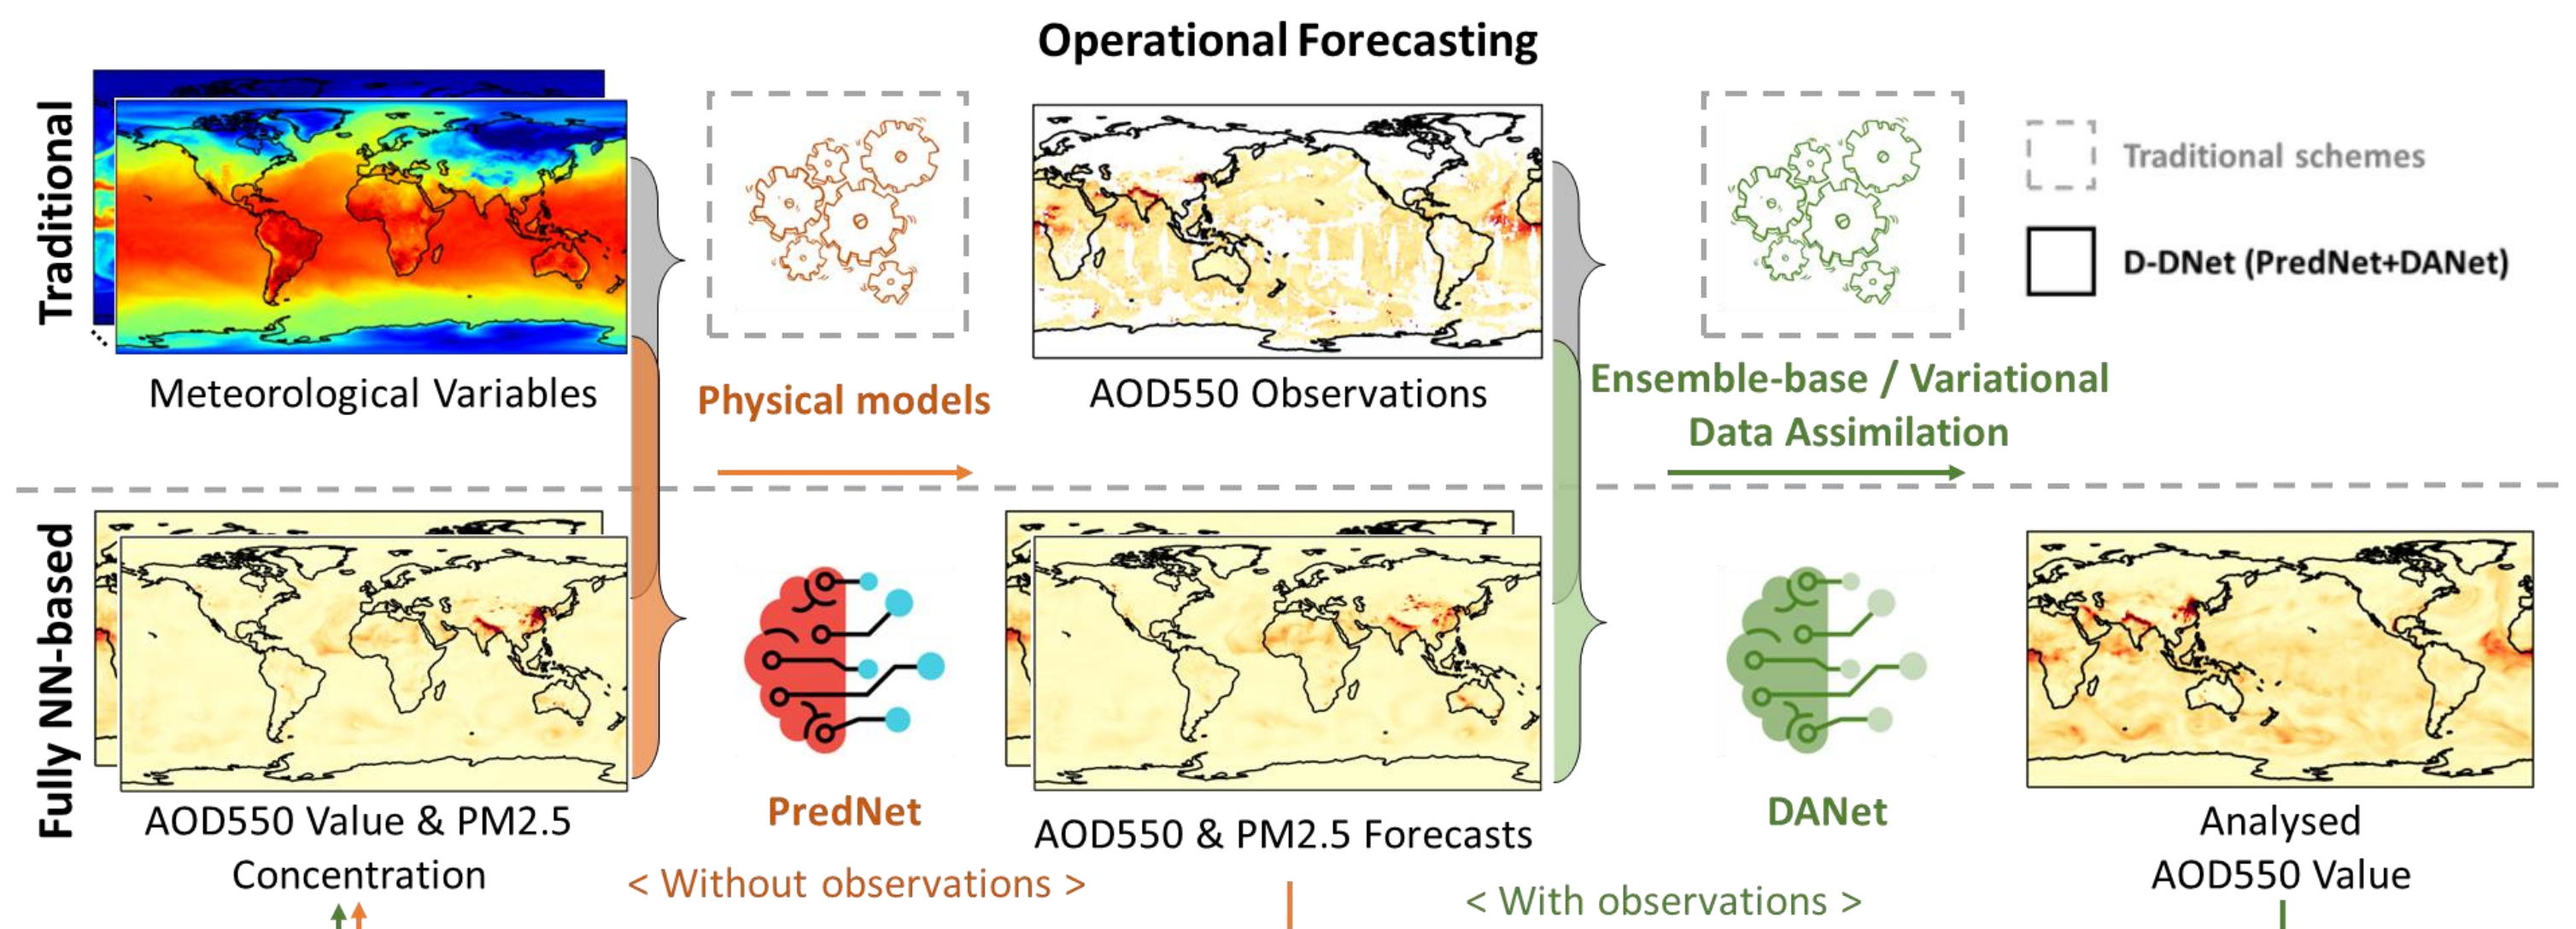 Operational Forecasting
Traditional
Meteorological Variables
Physical models
AOD550 Observations
Ensemble-base / Variational
Data Assimilation
Traditional schemes
D-DNet (PredNet+DANet)
Fully NN-based
AOD550 Value & PM2.5
Concentration
PredNet
< Without observations >
AOD550 & PM2.5 Forecasts
DANet
< With observations >
Analysed
AOD550 Value